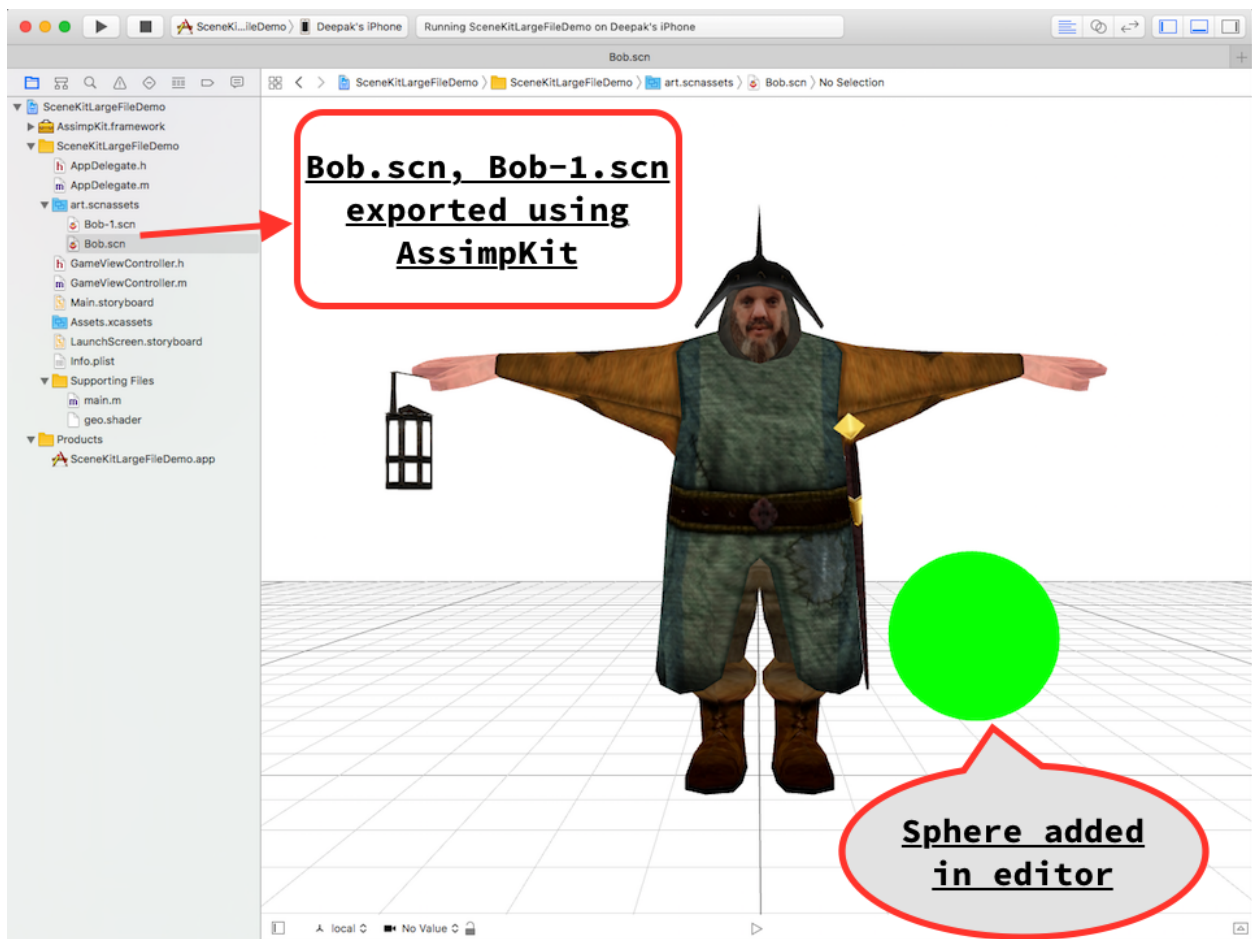 SceneKi...ileDemo
Deepak's iPhone
Running SceneKitLargeFileDemo on Deepak's iPhone
Bob.scn
SceneKitLargeFileDemo
SceneKitLargeFileDemo
art.scnassets
Bob.scn
No Selection
SceneKitLargeFileDemo
AssimpKit.framework
SceneKitLargeFileDemo
h AppDelegate.h
m AppDelegate.m
art.scnassets
Bob-1.scn
Bob.scn
h GameViewController.h
m GameViewController.m
Main.storyboard
Assets.xcassets
LaunchScreen.storyboard
Info.plist
Supporting Files
m main.m
geo.shader
Products
SceneKitLargeFileDemo.app
Bob.scn, Bob-1.scn
exported using
AssimpKit
Sphere added
in editor
local
No Value